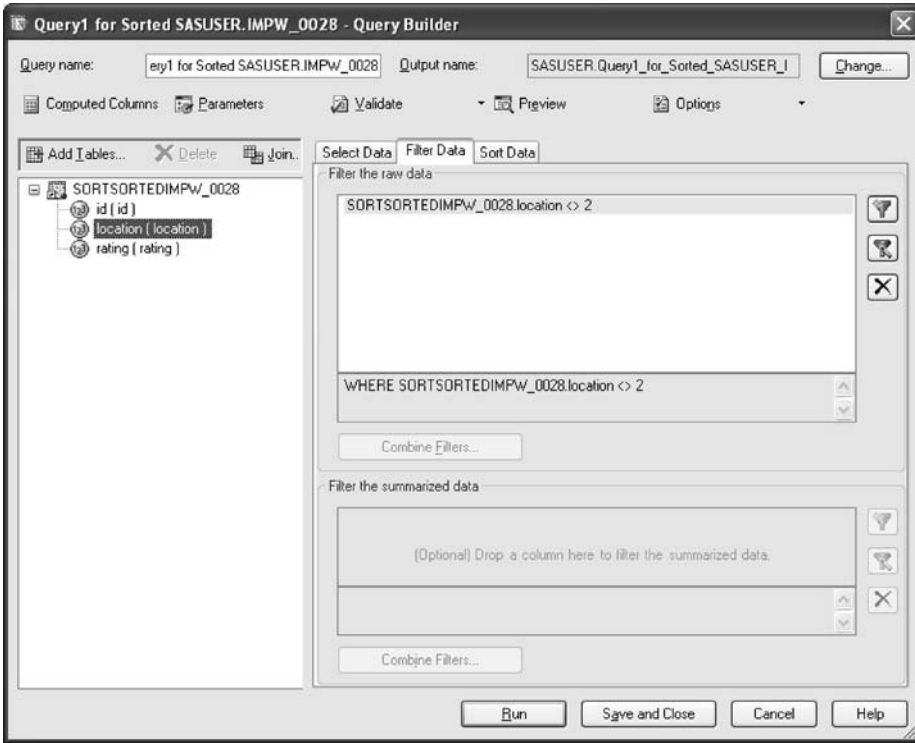 Query1 for Sorted SASUSER.IMPW_0028 - Query Builder
Query name: ery1 for Sorted SASUSER.IMPW_0028 Output name: SASUSER.Query1_for_Sorted_SASUSER_I Change...
Computed Columns Parameters Validate Preview Options
Add Tables... Delete Join..
Select Data Filter Data Sort Data
SORTSORTEDIMPW_0028
id ( id )
location ( location )
rating ( rating )
Filter the raw data
SORTSORTEDIMPW_0028.location <> 2
WHERE SORTSORTEDIMPW_0028.location <> 2
Combine Filters...
Filter the summarized data
(Optional) Drop a column here to filter the summarized data.
Combine Filters...
Run Save and Close Cancel Help